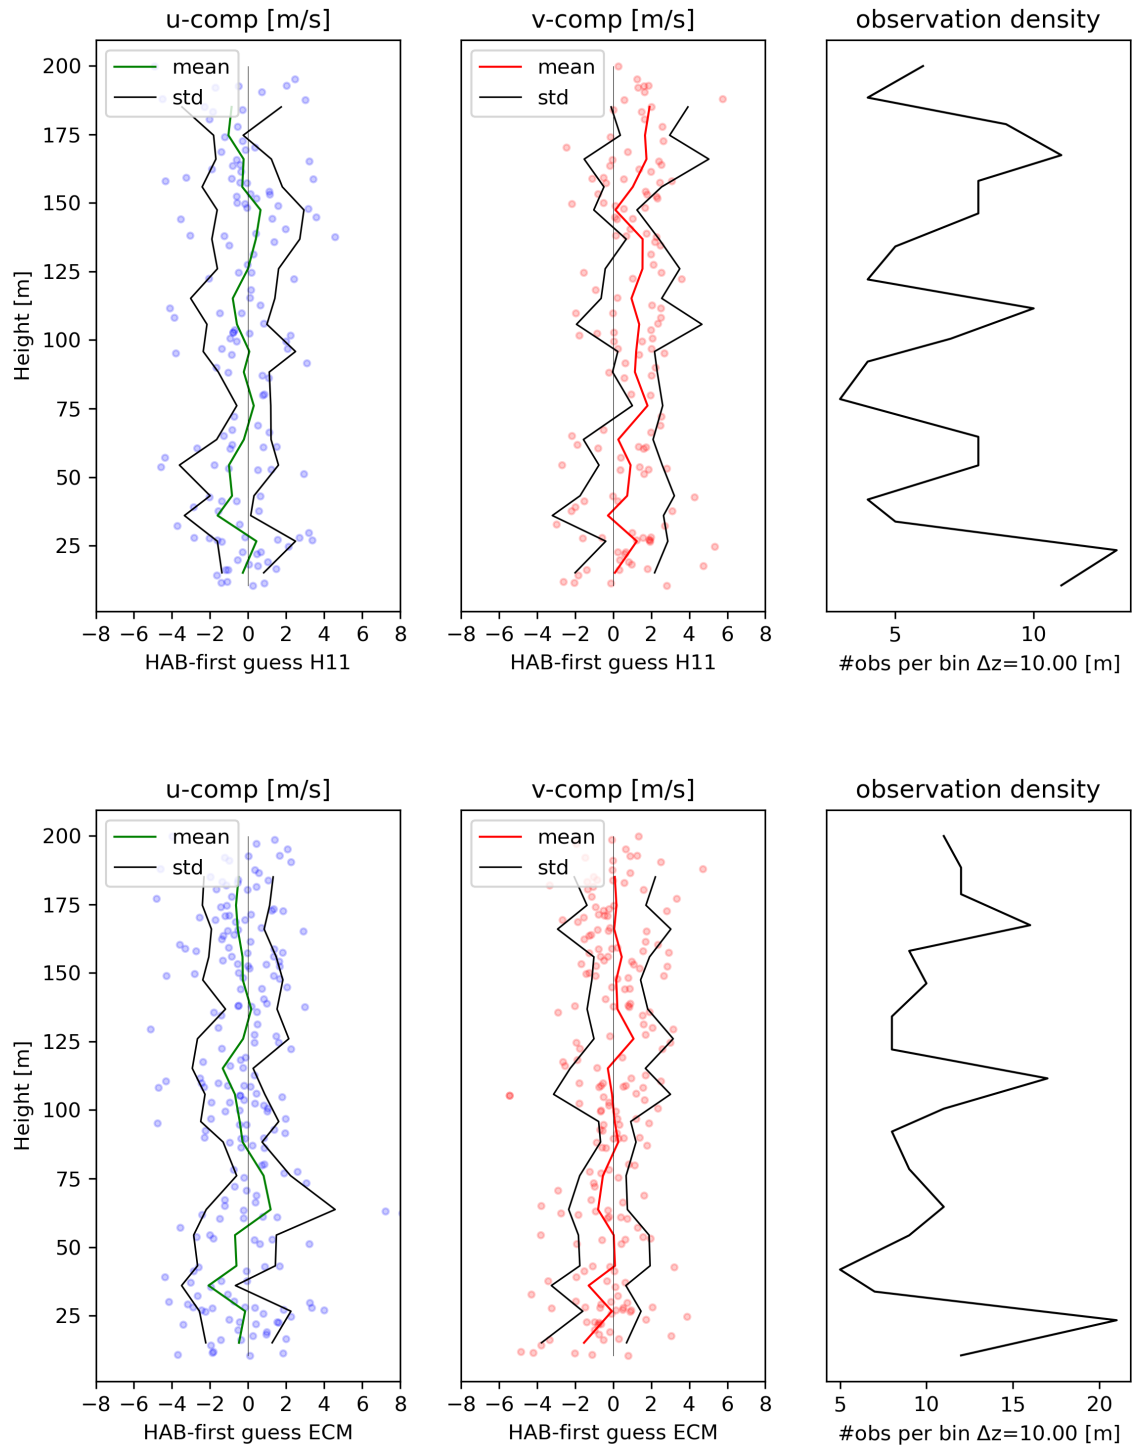 u-comp [m/s]
v-comp [m/s]
observation density
mean
std
mean
std
Height [m]
200
175
150
125
100
75
50
25
−8 −6 −4 −2 0 2 4 6 8
−8 −6 −4 −2 0 2 4 6 8
5 10
HAB-first guess H11
HAB-first guess H11
#obs per bin Δz=10.00 [m]
u-comp [m/s]
v-comp [m/s]
observation density
mean
std
mean
std
Height [m]
200
175
150
125
100
75
50
25
−8 −6 −4 −2 0 2 4 6 8
−8 −6 −4 −2 0 2 4 6 8
5 10 15 20
HAB-first guess ECM
HAB-first guess ECM
#obs per bin Δz=10.00 [m]